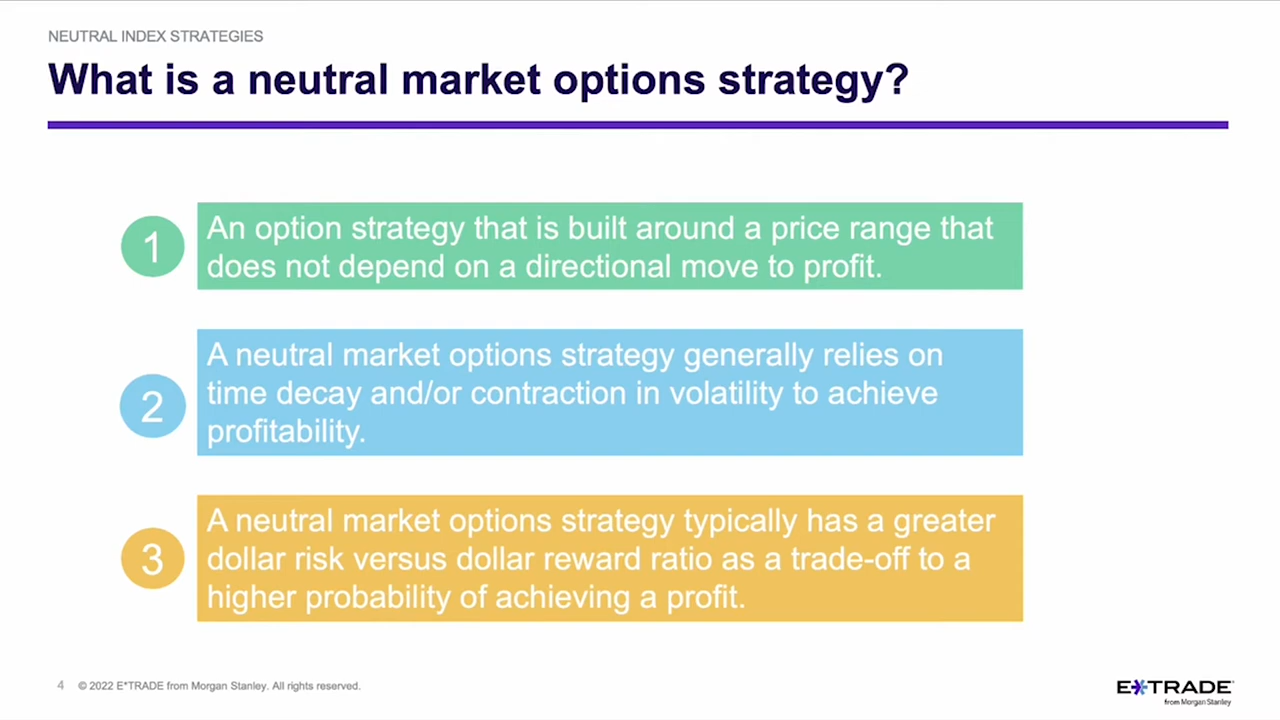 NEUTRAL INDEX STRATEGIES
What is a neutral market options strategy?
1
An option strategy that is built around a price range that
does not depend on a directional move to profit.
2
A neutral market options strategy generally relies on
time decay and/or contraction in volatility to achieve
profitability.
3
A neutral market options strategy typically has a greater
dollar risk versus dollar reward ratio as a trade-off to a
higher probability of achieving a profit.
4 © 2022 E*TRADE from Morgan Stanley. All rights reserved.
E*TRADE
from Morgan Stanley